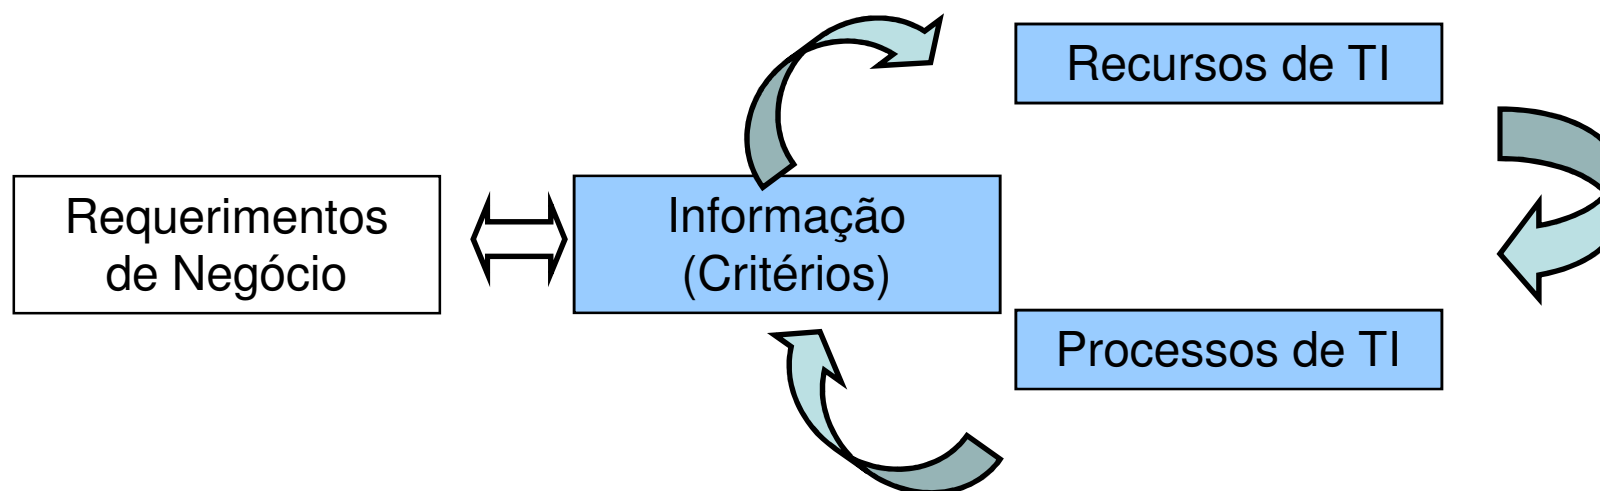 Recursos de TI
Requerimentos
de Negócio
Informação
(Critérios)
Processos de TI